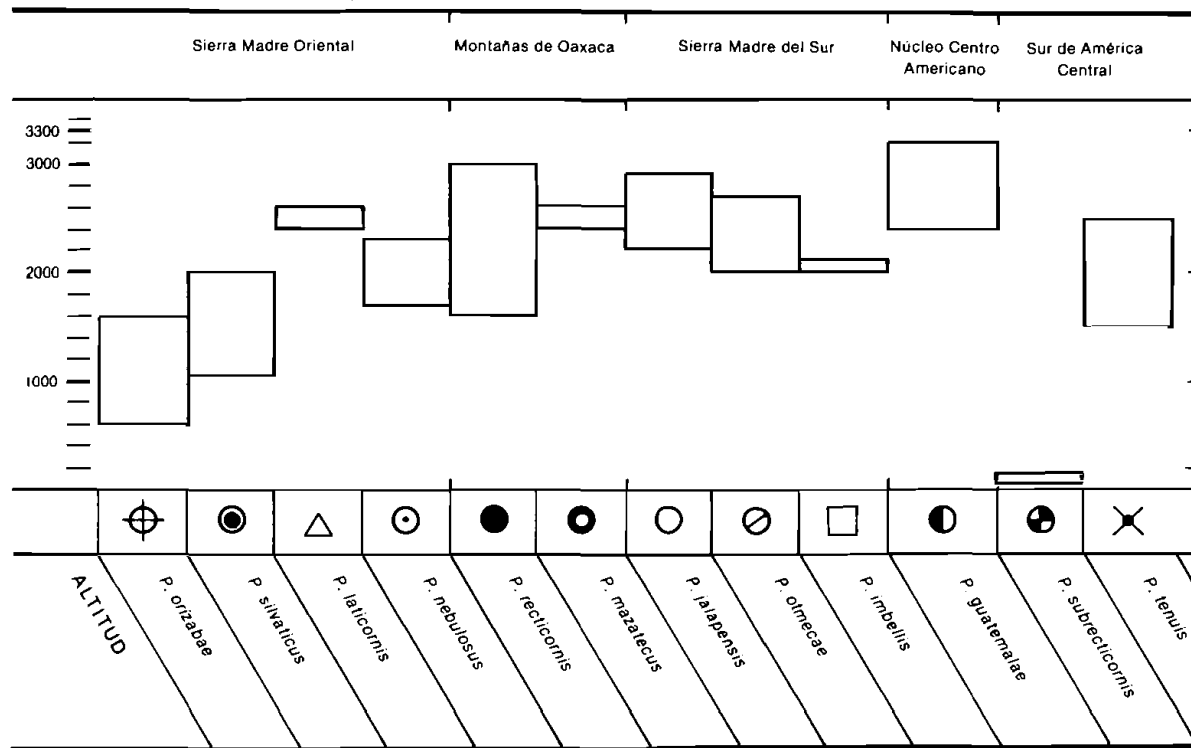 Sierra Madre Oriental
Montañas de Oaxaca
Sierra Madre del Sur
Núcleo Centro
Americano
Sur de América
Central
3300
3000
2000
1000
ALTITUD
P. orizabae
P. silvaticus
P. laticornis
P. nebulosus
P. recticornis
P. mazatecus
P. jalapensis
P. olmecae
P. imbellis
P. guatemalae
P. subrecticornis
P. tenuis